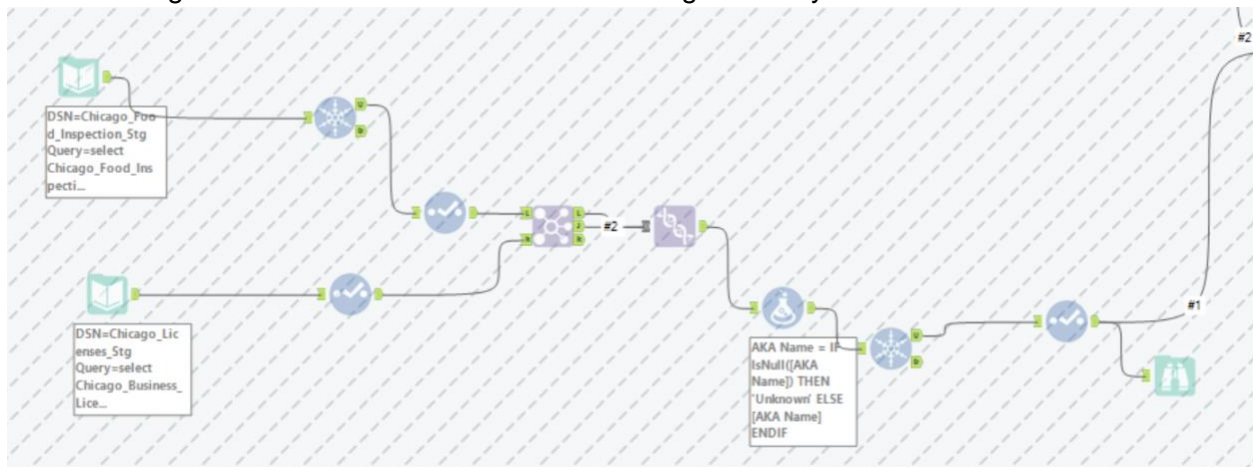 #2
DSN=Chicago_Foo
d_Inspection_Stg
Query=select
Chicago_Food_Ins
pecti...
U
D
L
R
L
J
R
#2
DSN=Chicago_Lic
enses_Stg
Query=select
Chicago_Business_
Lice...
AKA Name = IF
IsNull([AKA
Name]) THEN
'Unknown' ELSE
[AKA Name]
ENDIF
U
D
#1